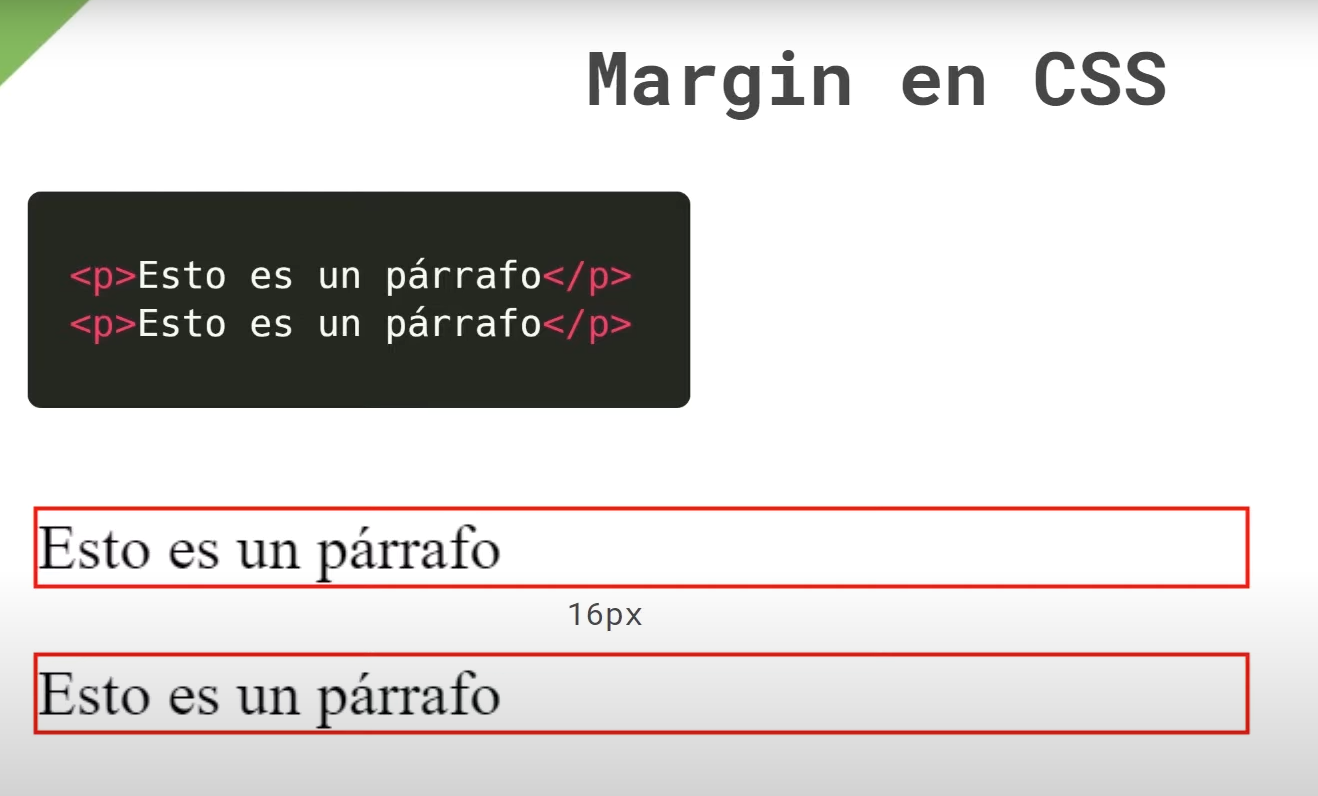 Margin en CSS
<p>Esto es un párrafo</p>
<p>Esto es un párrafo</p>
Esto es un párrafo
16px
Esto es un párrafo